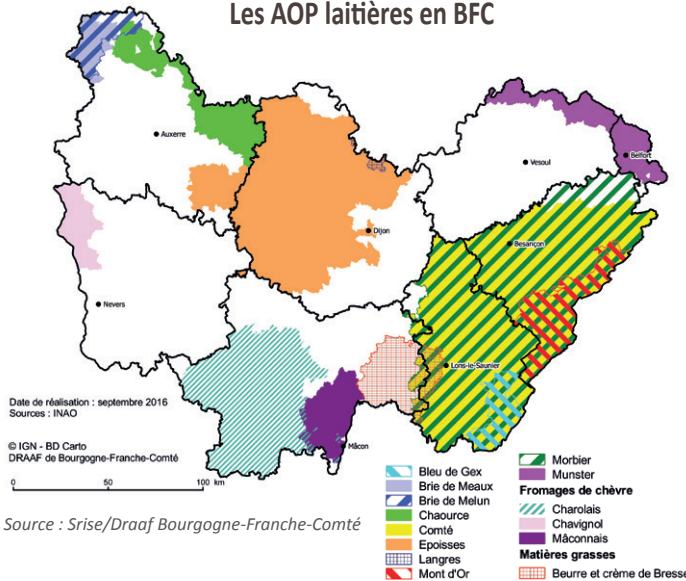 Les AOP laitières en BFC
Auxerre
Vesoul
Belfort
Dijon
Besançon
Nevers
Lons-le-Saunier
Mâcon
Date de réalisation : septembre 2016
Sources : INAO
© IGN - BD Carto
DRAAF de Bourgogne-Franche-Comté
0 50 100 km
Source : Srise/Draaf Bourgogne-Franche-Comté
Bleu de Gex
Brie de Meaux
Brie de Melun
Chaource
Comté
Epoisses
Langres
Mont d'Or
Morbier
Munster
Fromages de chèvre
Charolais
Chavignol
Mâconnais
Matières grasses
Beurre et crème de Bresse